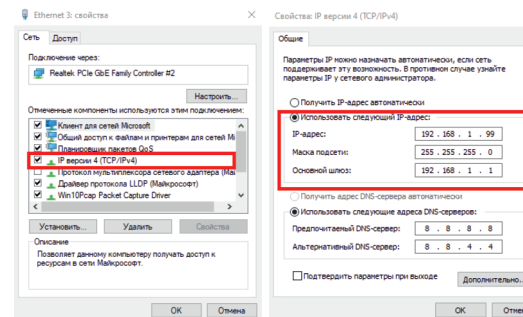 Ethernet 3: свойства
Сеть Доступ
Подключение через:
Realtek PCIe GbE Family Controller #2
Настроить...
Отмеченные компоненты используются этим подключением:
Клиент для сетей Microsoft
Общий доступ к файлам и принтерам для сетей Mi
Планировщик пакетов QoS
IP версии 4 (TCP/IPv4)
Протокол мультиплексора сетевого адаптера (Май
Драйвер протокола LLDP (Майкрософт)
Win10Pcap Packet Capture Driver
Установить... Удалить Свойства
Описание
Позволяет данному компьютеру получать доступ к
ресурсам в сети Майкрософт.
OK Отмена
Свойства: IP версии 4 (TCP/IPv4)
Общие
Параметры IP можно назначать автоматически, если сеть
поддерживает эту возможность. В противном случае узнайте
параметры IP у сетевого администратора.
Получить IP-адрес автоматически
Использовать следующий IP-адрес:
IP-адрес: 192 . 168 . 1 . 99
Маска подсети: 255 . 255 . 255 . 0
Основной шлюз: 192 . 168 . 1 . 1
Получить адрес DNS-сервера автоматически
Использовать следующие адреса DNS-серверов:
Предпочитаемый DNS-сервер: 8 . 8 . 8 . 8
Альтернативный DNS-сервер: 8 . 8 . 4 . 4
Подтвердить параметры при выходе Дополнительно...
OK